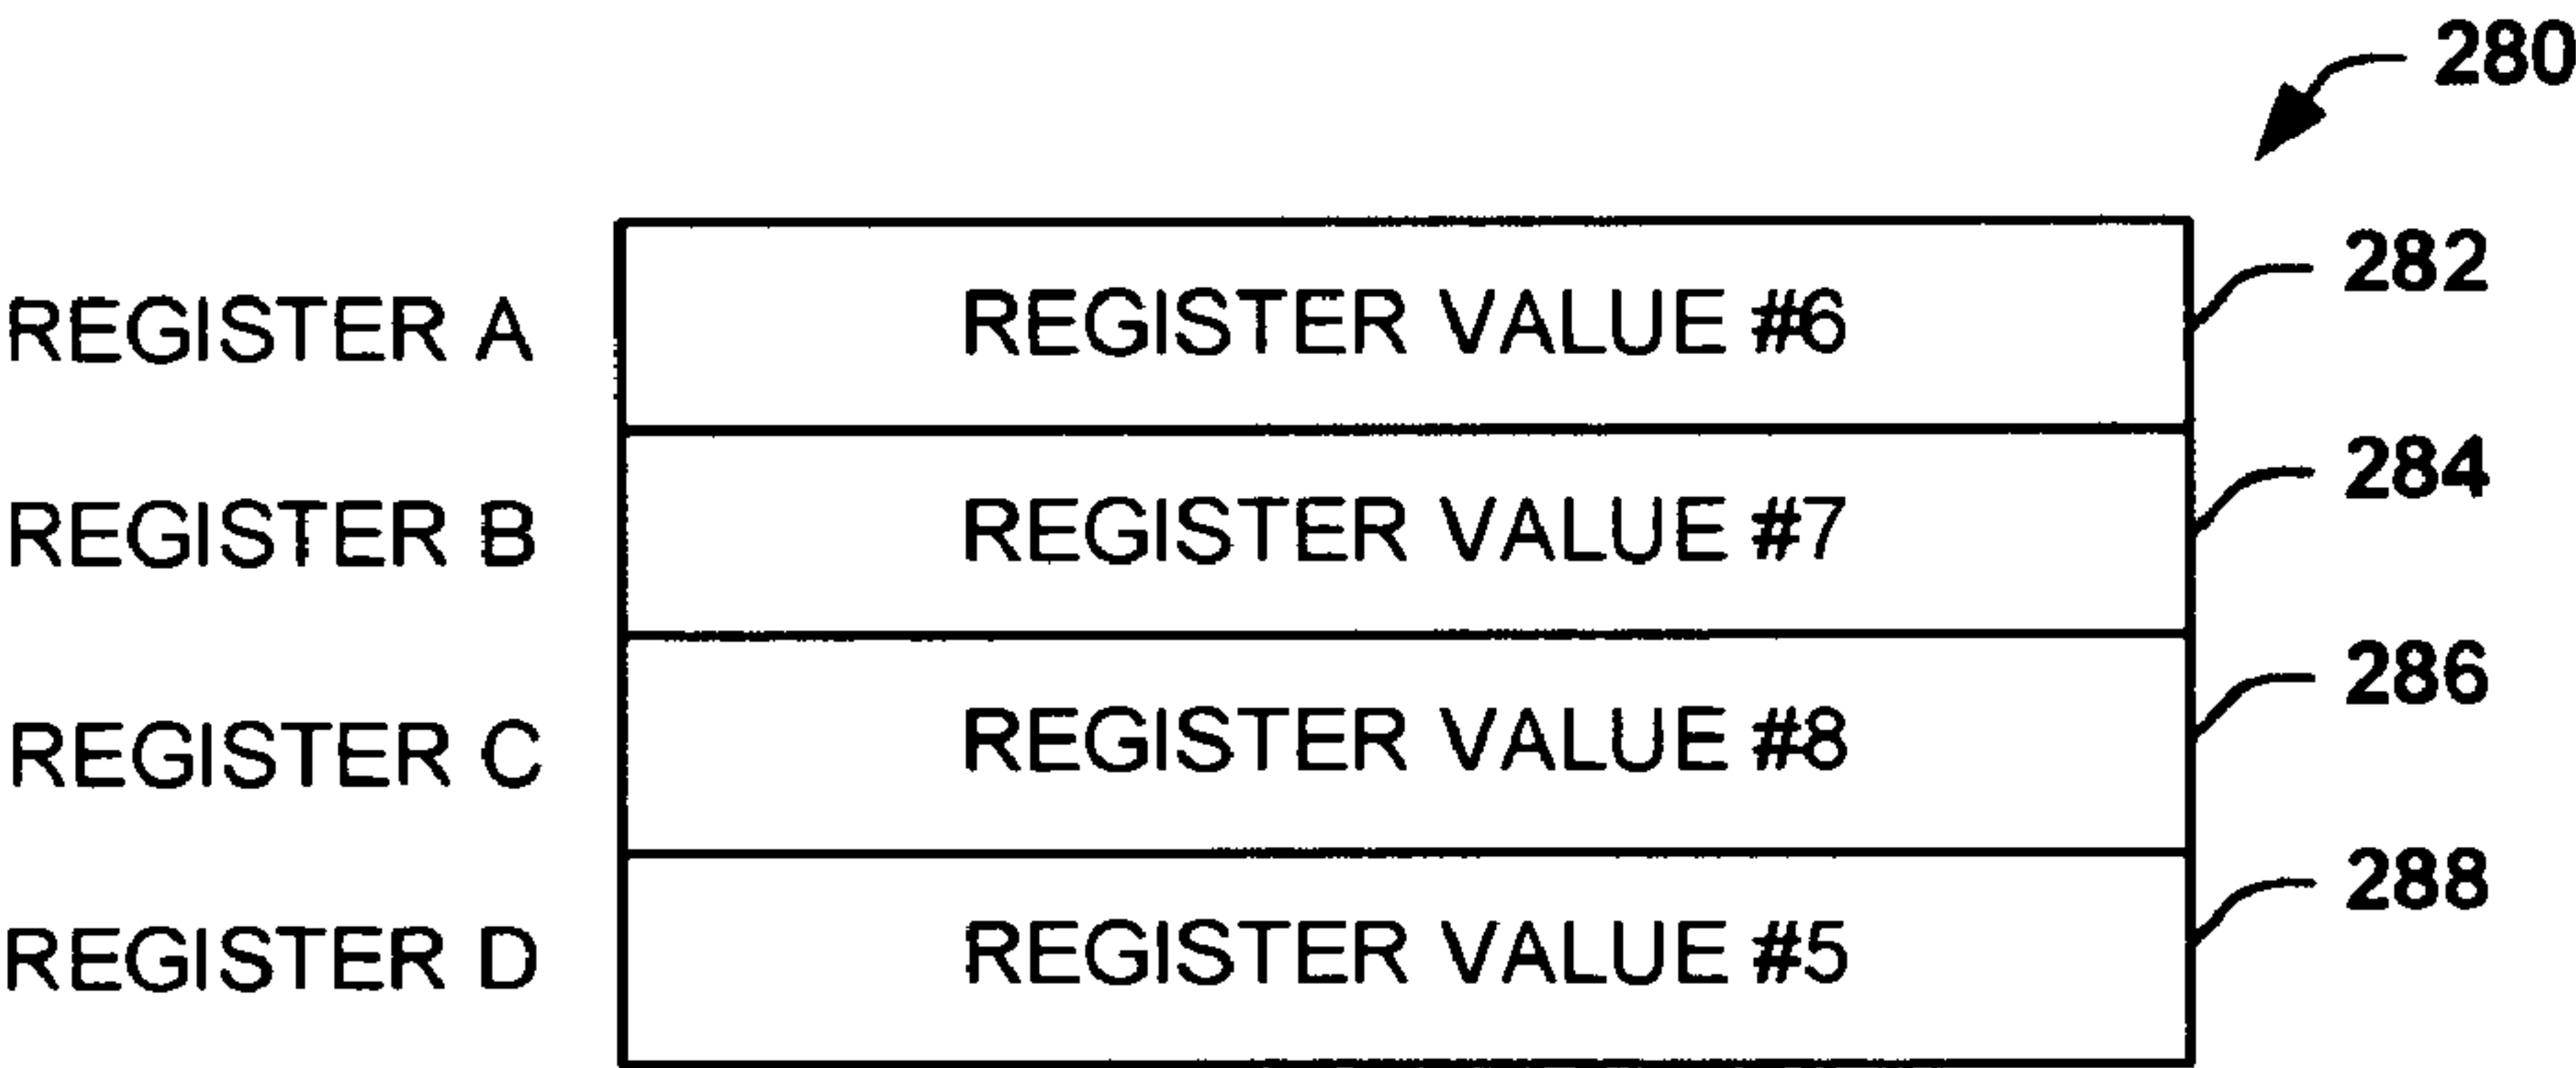 280
REGISTER A REGISTER VALUE #6 282
REGISTER B REGISTER VALUE #7 284
REGISTER C REGISTER VALUE #8 286
REGISTER D REGISTER VALUE #5 288